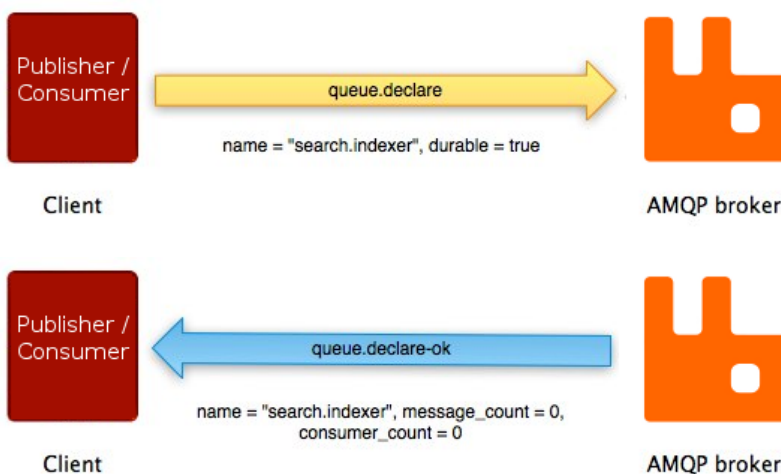 Publisher /
Consumer
queue.declare
name = "search.indexer", durable = true
Client
AMQP broker
Publisher /
Consumer
queue.declare-ok
name = "search.indexer", message_count = 0,
consumer_count = 0
Client
AMQP broker